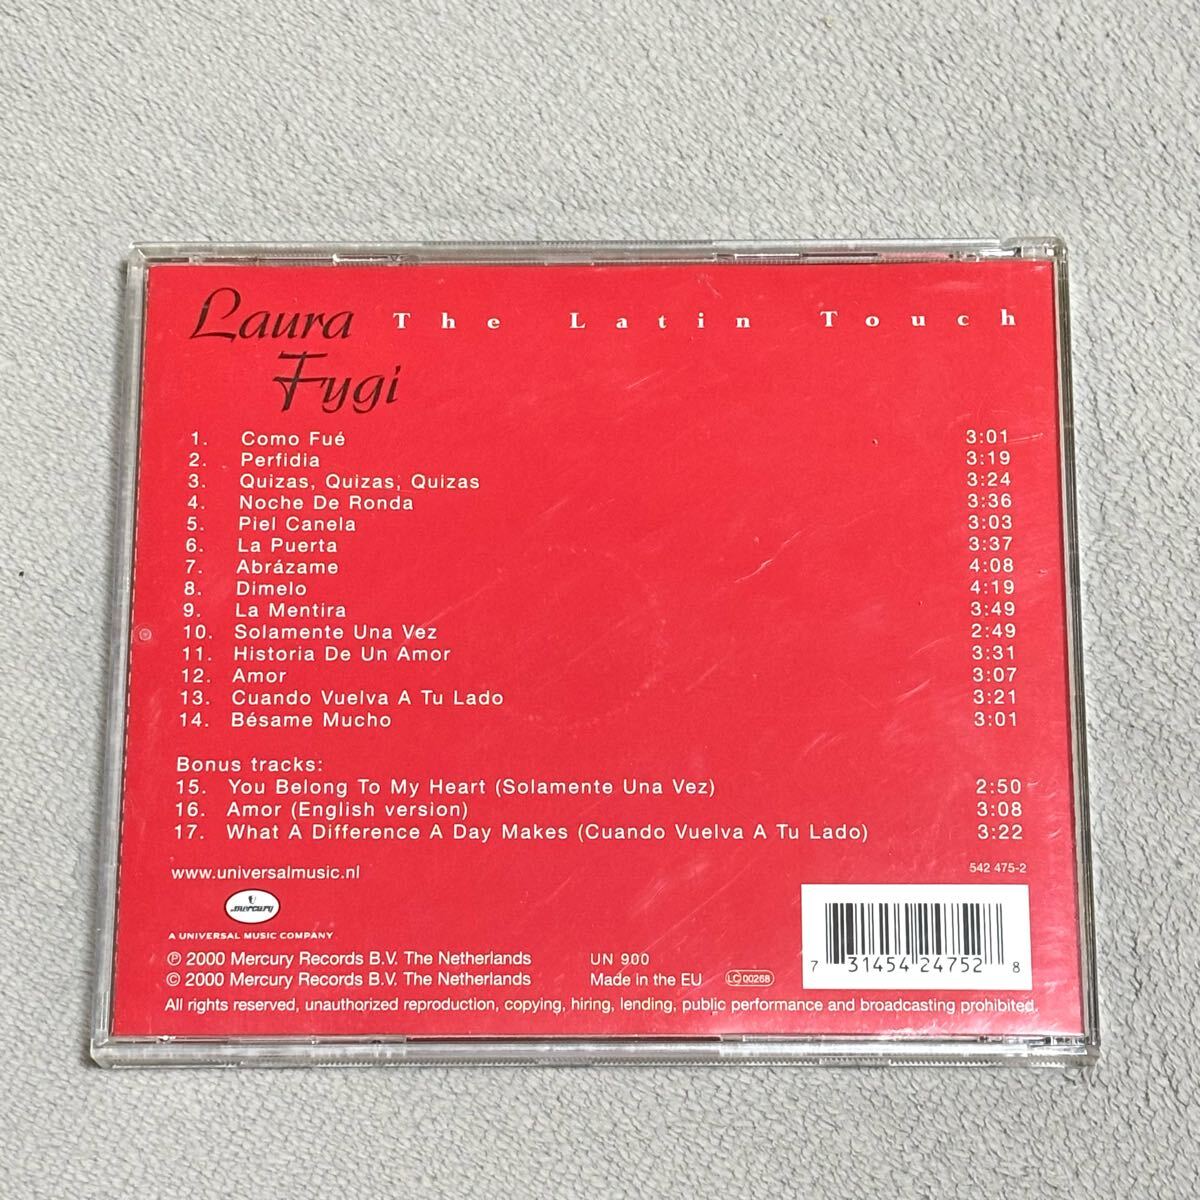 Laura Fygi The Latin Touch
1. Como Fué 3:01
2. Perfidia 3:19
3. Quizas, Quizas, Quizas 3:24
4. Noche De Ronda 3:36
5. Piel Canela 3:03
6. La Puerta 3:37
7. Abrázame 4:08
8. Dimelo 4:19
9. La Mentira 3:49
10. Solamente Una Vez 2:49
11. Historia De Un Amor 3:31
12. Amor 3:07
13. Cuando Vuelva A Tu Lado 3:21
14. Bésame Mucho 3:01
Bonus tracks:
15. You Belong To My Heart (Solamente Una Vez) 2:50
16. Amor (English version) 3:08
17. What A Difference A Day Makes (Cuando Vuelva A Tu Lado) 3:22
www.universalmusic.nl 542 475-2
mercury
A UNIVERSAL MUSIC COMPANY
℗ 2000 Mercury Records B.V. The Netherlands UN 900
© 2000 Mercury Records B.V. The Netherlands Made in the EU LC 00268
7 31454 24752 8
All rights reserved, unauthorized reproduction, copying, hiring, lending, public performance and broadcasting prohibited.